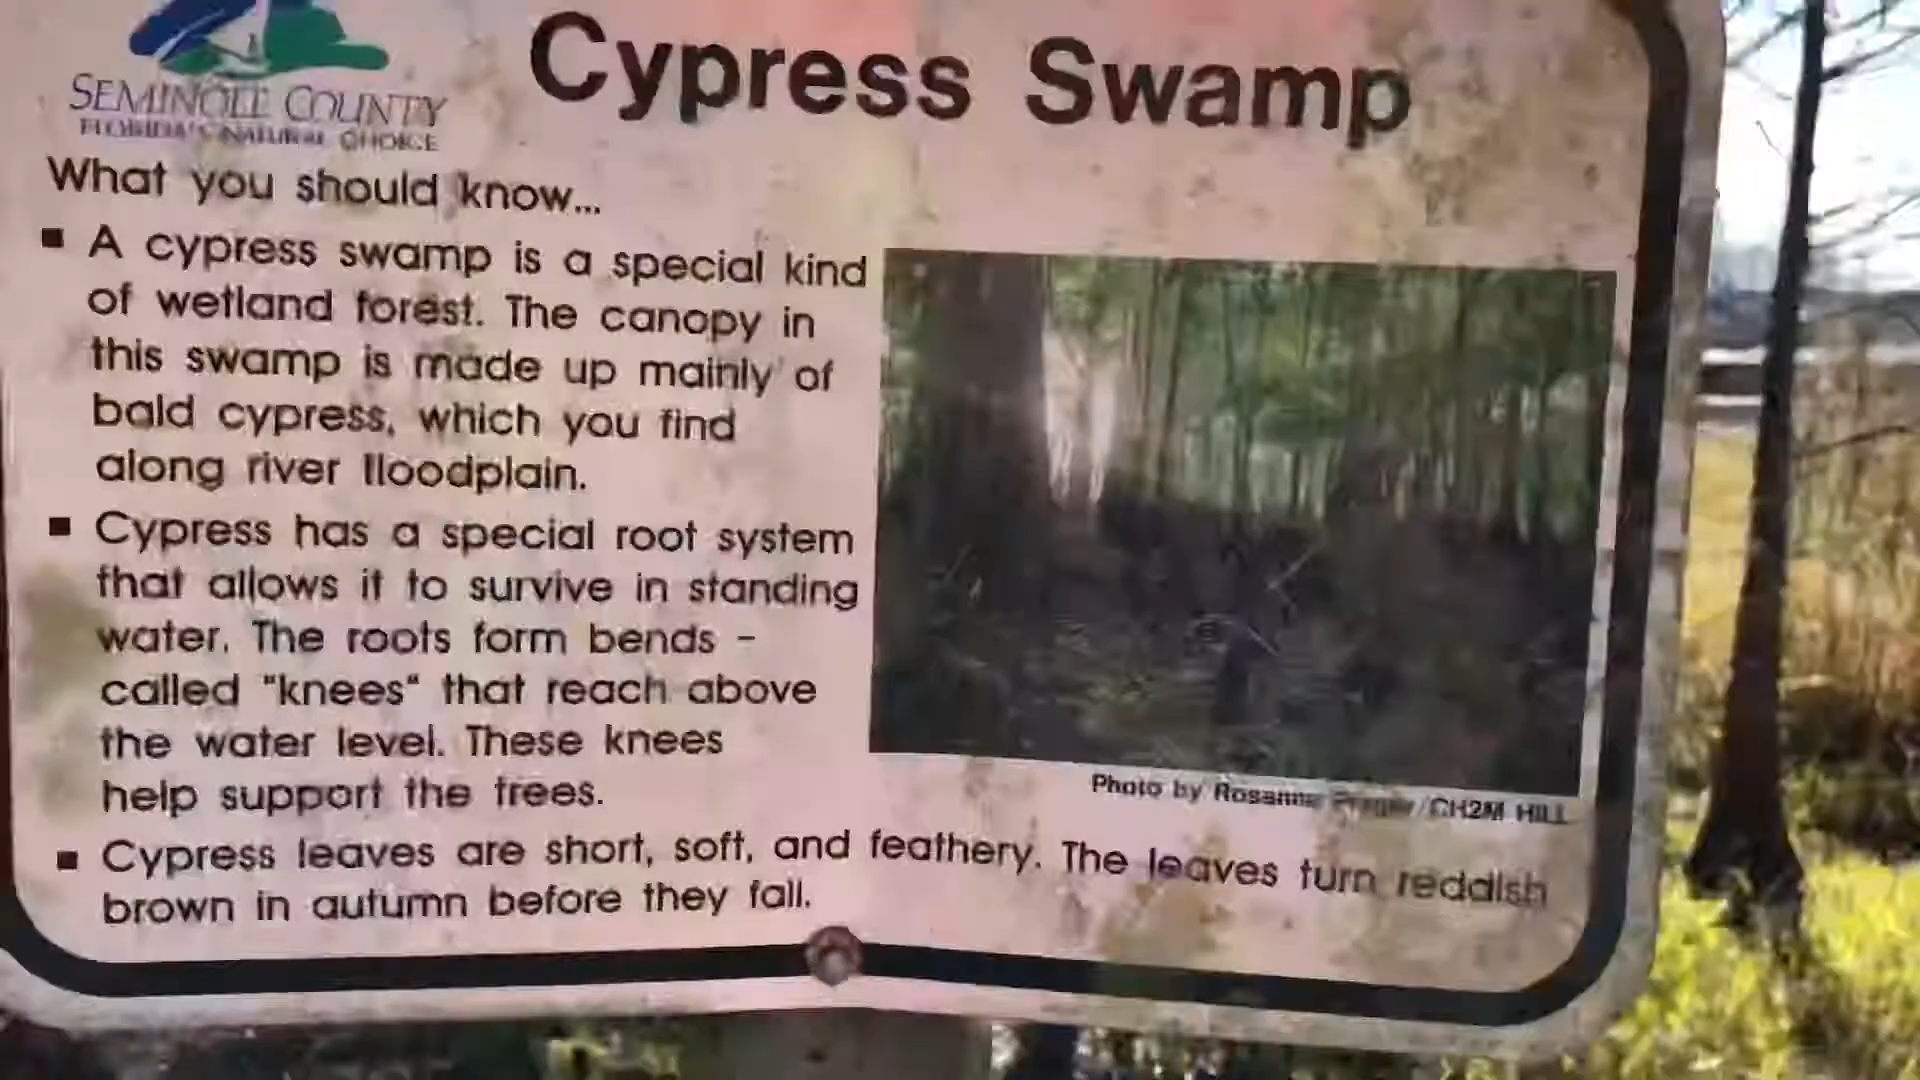 Cypress Swamp
SEMINOLE COUNTY
FLORIDA'S NATURAL CHOICE
What you should know...
▪ A cypress swamp is a special kind
of wetland forest. The canopy in
this swamp is made up mainly of
bald cypress, which you find
along river floodplain.
▪ Cypress has a special root system
that allows it to survive in standing
water. The roots form bends -
called "knees" that reach above
the water level. These knees
help support the trees.
Photo by Rosanne /CH2M HILL
▪ Cypress leaves are short, soft, and feathery. The leaves turn reddish
brown in autumn before they fall.